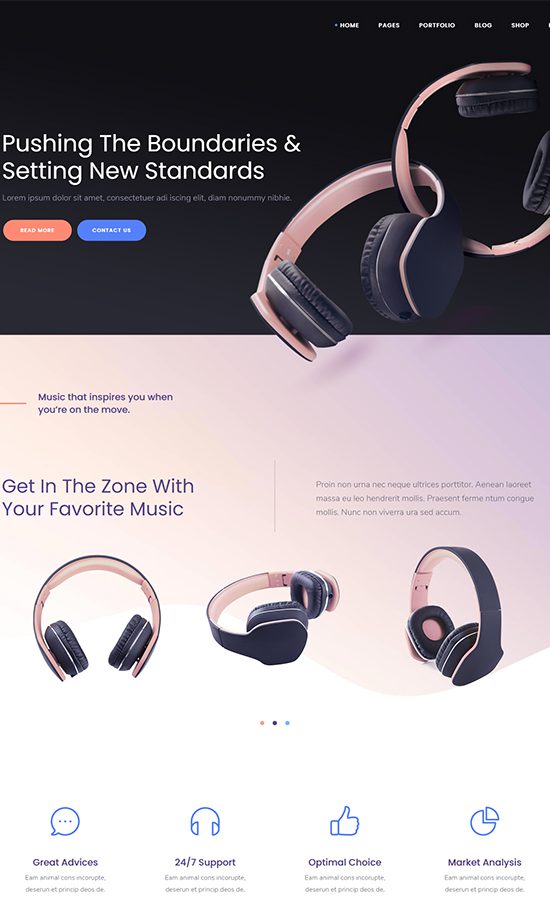 HOME PAGES PORTFOLIO BLOG SHOP
Pushing The Boundaries &
Setting New Standards
Lorem ipsum dolor sit amet, consectetuer adi iscing elit, diam nonummy nibhie.
READ MORE CONTACT US
Music that inspires you when
you're on the move.
Get In The Zone With
Your Favorite Music
Proin non urna nec neque ultrices porttitor. Aenean laoreet
massa eu leo hendrerit mollis. Praesent ferme ntum congue
mollis. Nunc non viverra ura sed accum.
Great Advices
Eam animal cons incorupte,
deserun et princip deos de.
24/7 Support
Eam animal cons incorupte,
deserun et princip deos de.
Optimal Choice
Eam animal cons incorupte,
deserun et princip deos de.
Market Analysis
Eam animal cons incorupte,
deserun et princip deos de.